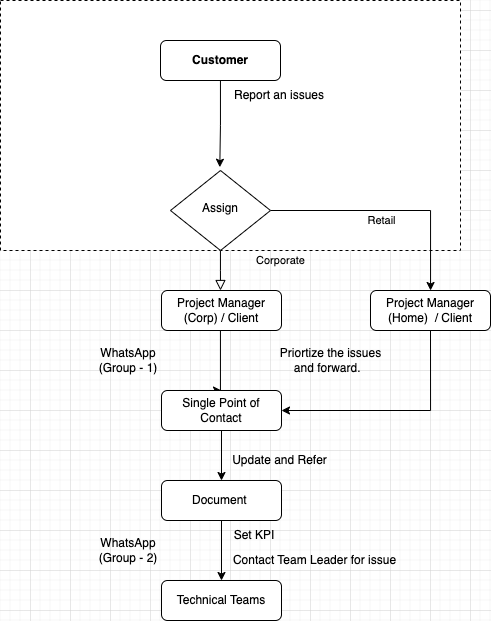 Customer
Report an issues
Assign
Retail
Corporate
Project Manager
(Corp) / Client
Project Manager
(Home) / Client
WhatsApp
(Group - 1)
Priortize the issues
and forward.
Single Point of
Contact
Update and Refer
Document
Set KPI
WhatsApp
(Group - 2)
Contact Team Leader for issue
Technical Teams